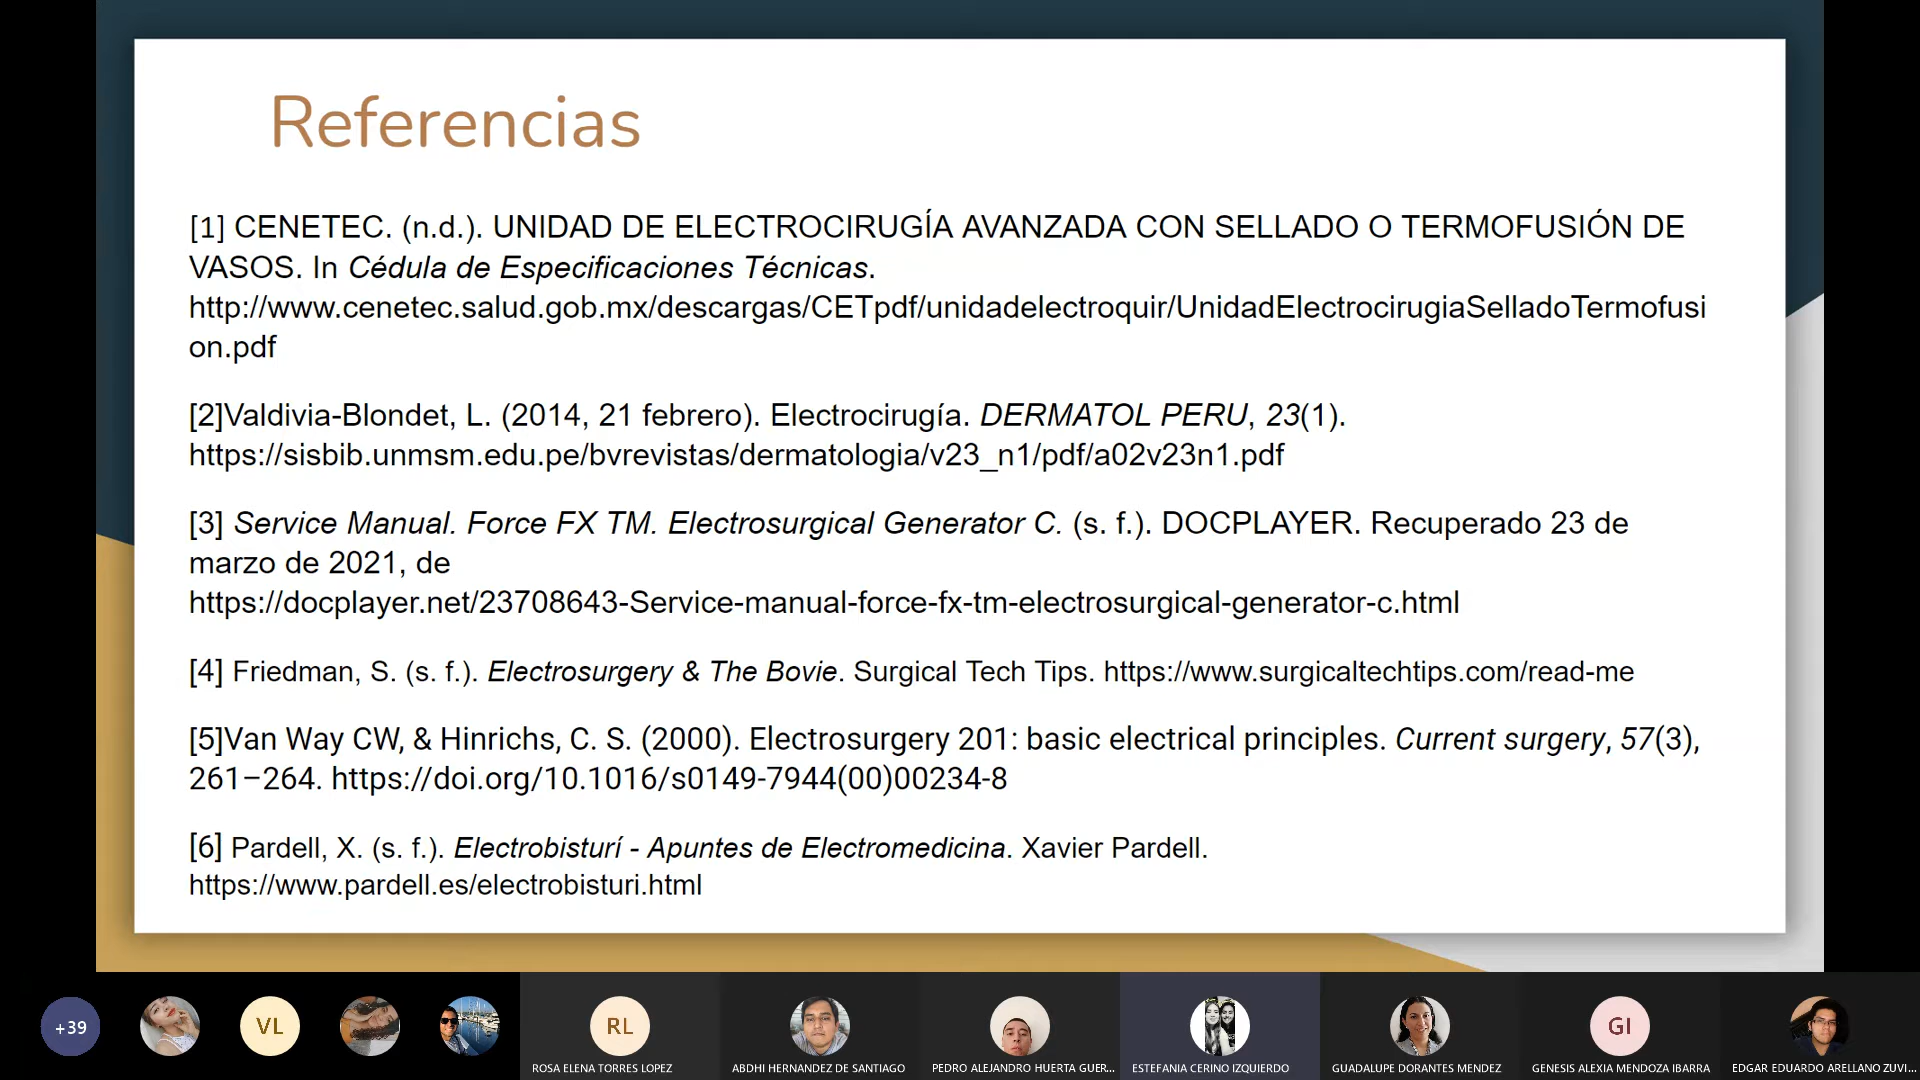 Referencias
[1] CENETEC. (n.d.). UNIDAD DE ELECTROCIRUGÍA AVANZADA CON SELLADO O TERMOFUSIÓN DE
VASOS. In Cédula de Especificaciones Técnicas.
http://www.cenetec.salud.gob.mx/descargas/CETpdf/unidadelectroquir/UnidadElectrocirugiaSelladoTermofusi
on.pdf
[2]Valdivia-Blondet, L. (2014, 21 febrero). Electrocirugía. DERMATOL PERU, 23(1).
https://sisbib.unmsm.edu.pe/bvrevistas/dermatologia/v23_n1/pdf/a02v23n1.pdf
[3] Service Manual. Force FX TM. Electrosurgical Generator C. (s. f.). DOCPLAYER. Recuperado 23 de
marzo de 2021, de
https://docplayer.net/23708643-Service-manual-force-fx-tm-electrosurgical-generator-c.html
[4] Friedman, S. (s. f.). Electrosurgery & The Bovie. Surgical Tech Tips. https://www.surgicaltechtips.com/read-me
[5]Van Way CW, & Hinrichs, C. S. (2000). Electrosurgery 201: basic electrical principles. Current surgery, 57(3),
261–264. https://doi.org/10.1016/s0149-7944(00)00234-8
[6] Pardell, X. (s. f.). Electrobisturí - Apuntes de Electromedicina. Xavier Pardell.
https://www.pardell.es/electrobisturi.html
+39
VL
RL
GI
ROSA ELENA TORRES LOPEZ
ABDHI HERNANDEZ DE SANTIAGO
PEDRO ALEJANDRO HUERTA GUER...
ESTEFANIA CERINO IZQUIERDO
GUADALUPE DORANTES MENDEZ
GENESIS ALEXIA MENDOZA IBARRA
EDGAR EDUARDO ARELLANO ZUVI...